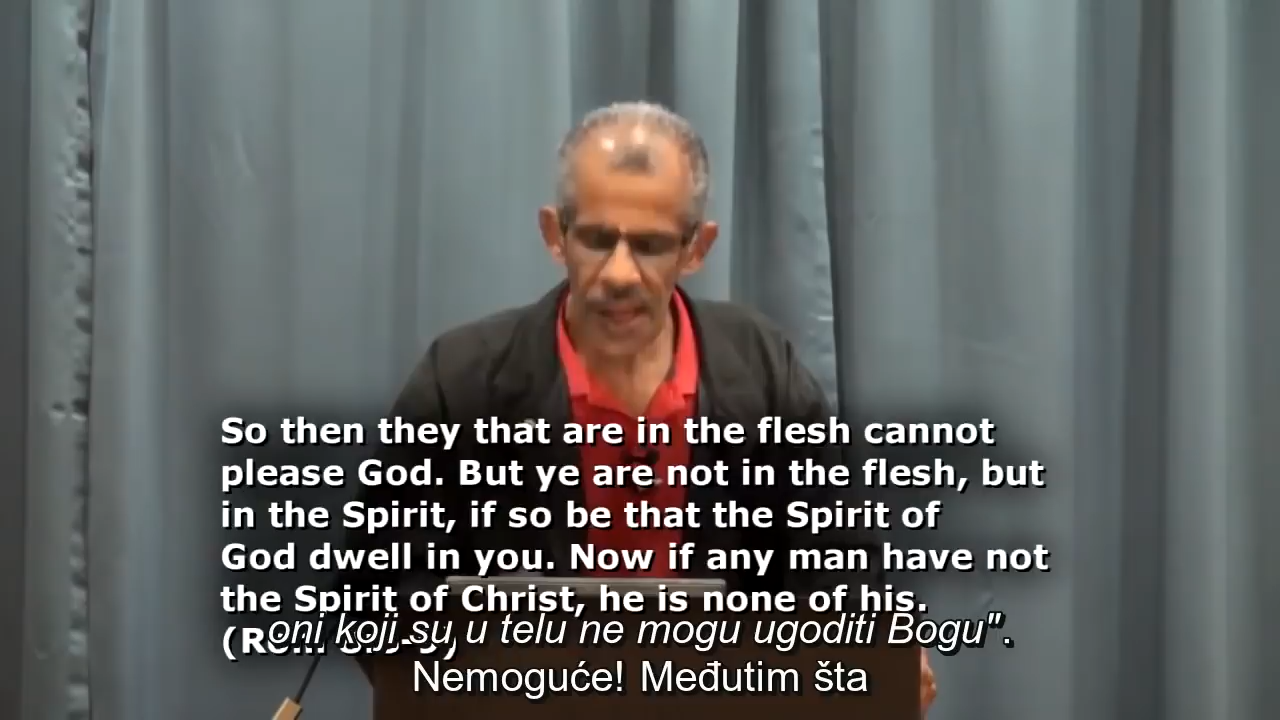 So then they that are in the flesh cannot
please God. But ye are not in the flesh, but
in the Spirit, if so be that the Spirit of
God dwell in you. Now if any man have not
the Spirit of Christ, he is none of his.
oni koji su u telu ne mogu ugoditi Bogu".
Nemoguće! Međutim šta